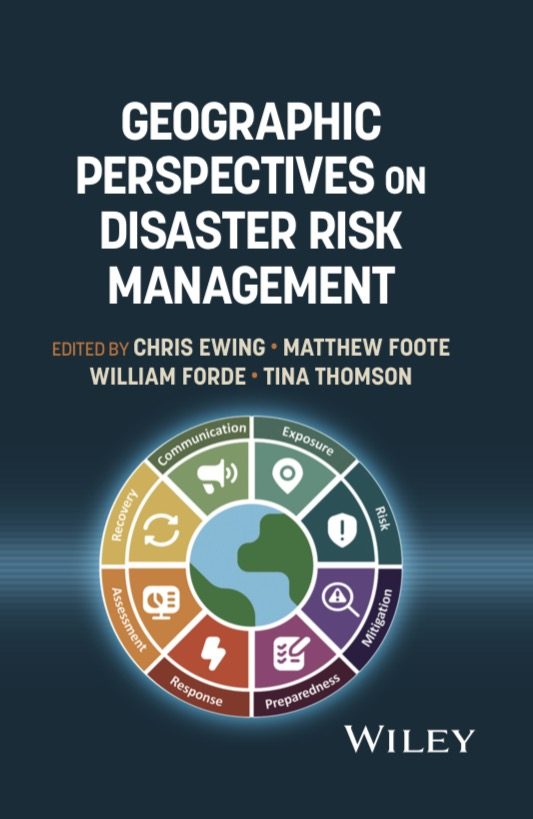 GEOGRAPHIC
PERSPECTIVES ON
DISASTER RISK
MANAGEMENT
EDITED BY CHRIS EWING • MATTHEW FOOTE
WILLIAM FORDE • TINA THOMSON
Communication
Exposure
Risk
Mitigation
Preparedness
Response
Assessment
Recovery
WILEY